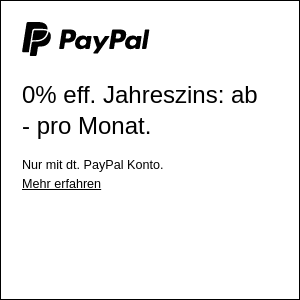 PayPal
0% eff. Jahreszins: ab
- pro Monat.
Nur mit dt. PayPal Konto.
Mehr erfahren